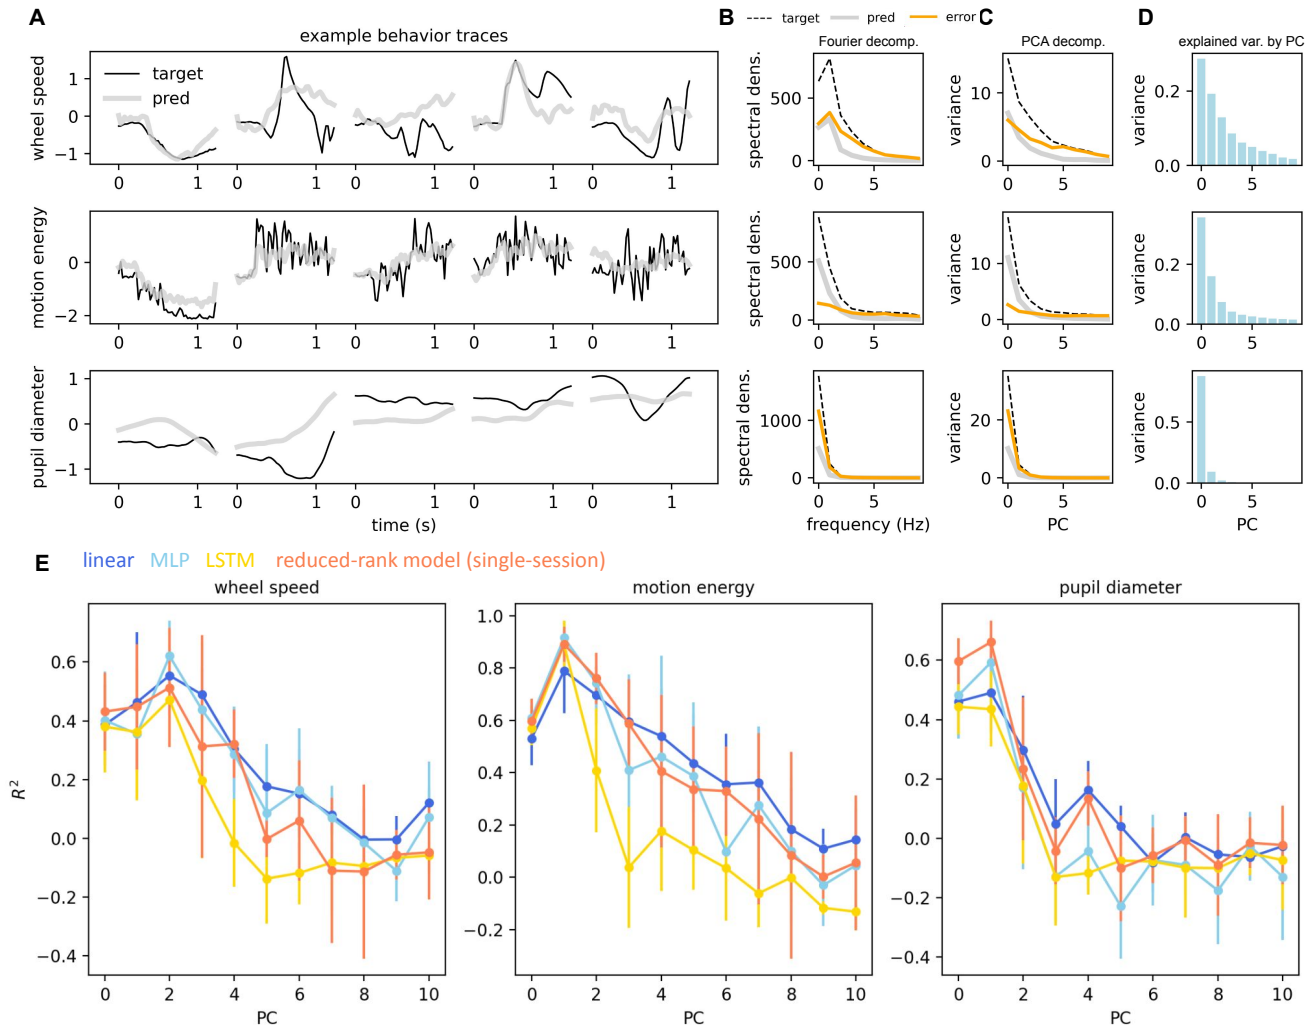 A
B
target
pred
error
C
D
example behavior traces
Fourier decomp.
PCA decomp.
explained var. by PC
wheel speed
1
0
−1
target
pred
0 1 0 1 0 1 0 1 0 1
spectral dens.
500
0
5
variance
10
0
0 5
variance
0.2
0.0
0 5
motion energy
0
−2
0 1 0 1 0 1 0 1 0 1
spectral dens.
500
0
5
variance
10
0
0 5
variance
0.2
0.0
5
pupil diameter
1
0
−1
0 1 0 1 0 1 0 1 0 1
time (s)
spectral dens.
1000
0
0 5
frequency (Hz)
variance
20
0
0 5
PC
variance
0.5
0.0
0 5
PC
E
linear MLP LSTM reduced-rank model (single-session)
wheel speed
R²
0.6
0.4
0.2
0.0
−0.2
−0.4
0 2 4 6 8 10
PC
motion energy
1.0
0.8
0.6
0.4
0.2
0.0
−0.2
0 2 4 6 8 10
PC
pupil diameter
0.6
0.4
0.2
0.0
−0.2
−0.4
0 2 4 6 8 10
PC